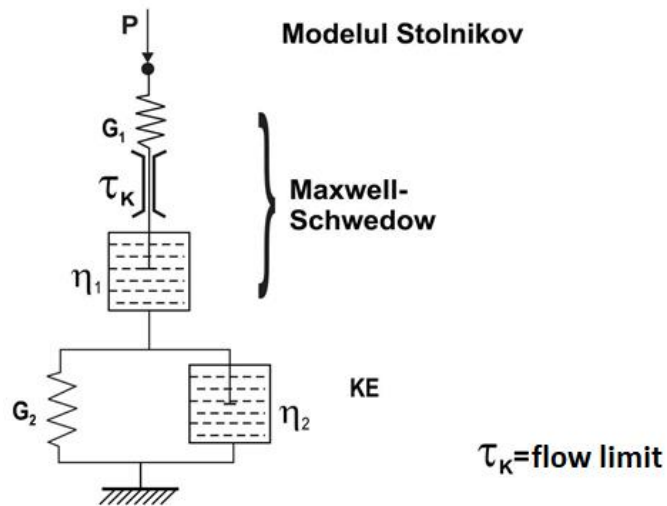 P
Modelul Stolnikov
G₁
τK
Maxwell-
Schwedow
η₁
G₂
η₂
KE
τK=flow limit